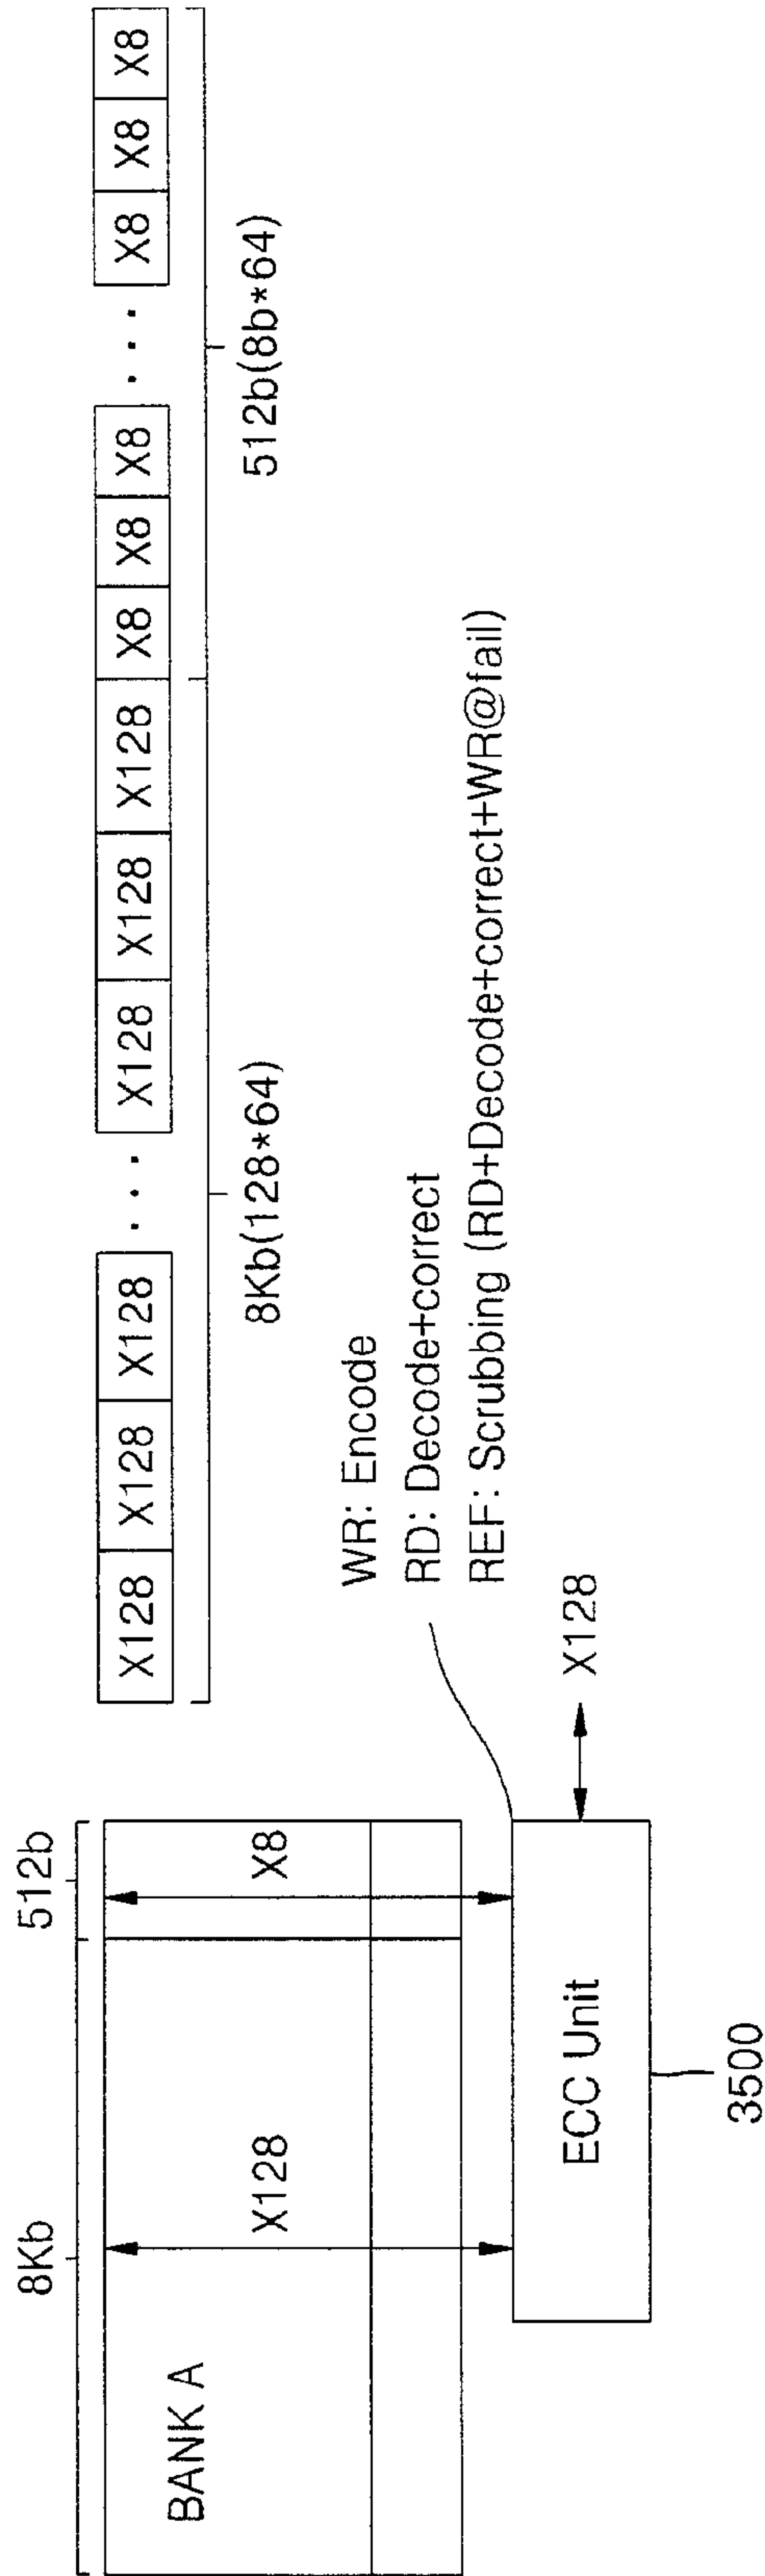 8Kb
512b
BANK A
X128
X8
ECC Unit
3500
X128
WR: Encode
RD: Decode+correct
REF: Scrubbing (RD+Decode+correct+WR@fail)
X128 X128 X128 ··· X128 X128 X128 X8 X8 X8 ··· X8 X8 X8
8Kb(128*64)
512b(8b*64)